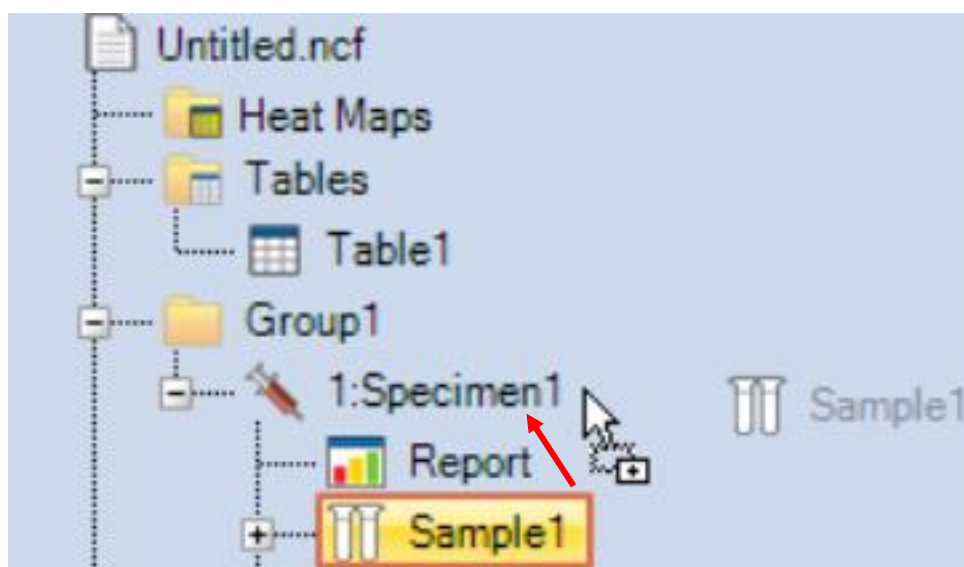 Untitled.ncf
Heat Maps
Tables
Table1
Group1
1:Specimen1
Sample1
Report
Sample1